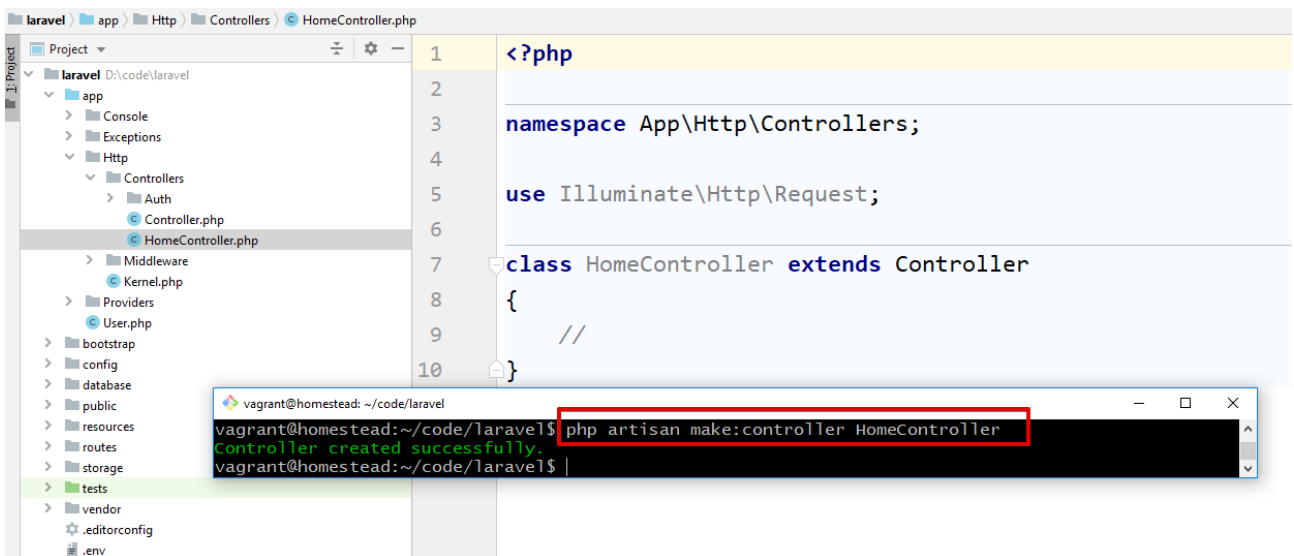 laravel app Http Controllers HomeController.php
1: Project
Project
laravel D:\code\laravel
app
Console
Exceptions
Http
Controllers
Auth
Controller.php
HomeController.php
Middleware
Kernel.php
Providers
User.php
bootstrap
config
database
public
resources
routes
storage
tests
vendor
.editorconfig
.env
1 <?php
2
3 namespace App\Http\Controllers;
4
5 use Illuminate\Http\Request;
6
7 class HomeController extends Controller
8 {
9 //
10 }
vagrant@homestead: ~/code/laravel
vagrant@homestead:~/code/laravel$ php artisan make:controller HomeController
Controller created successfully.
vagrant@homestead:~/code/laravel$